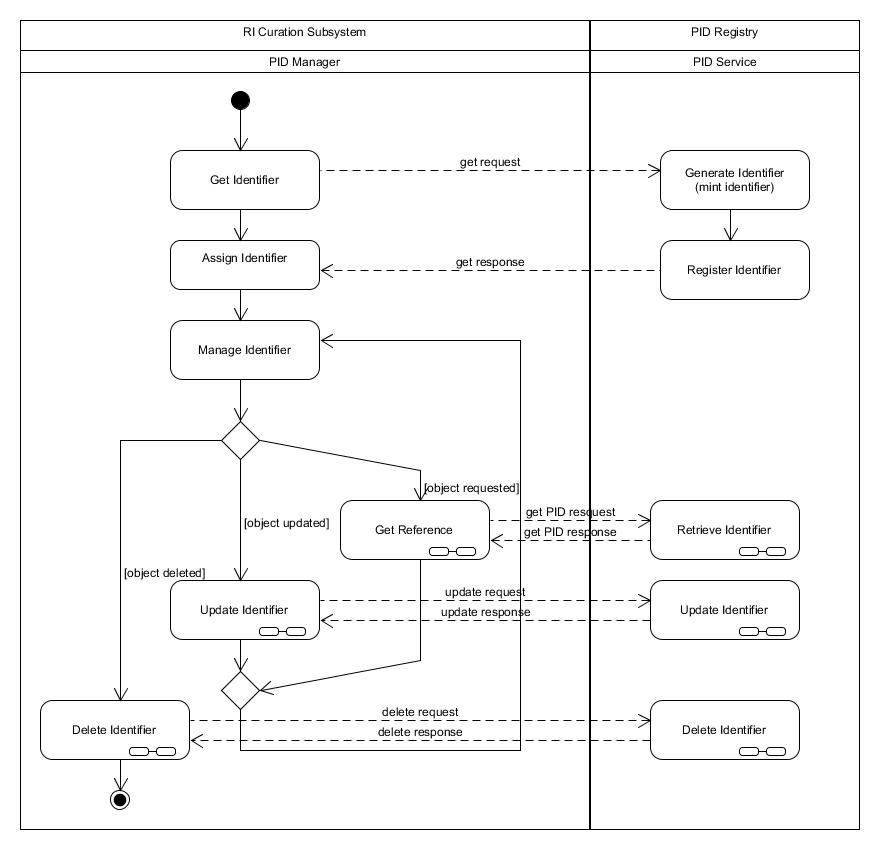 RI Curation Subsystem
PID Registry
PID Manager
PID Service
get request
Get Identifier
Generate Identifier
(mint identifier)
Assign Identifier
get response
Register Identifier
Manage Identifier
[object requested]
get PID resquest
[object updated]
Get Reference
get PID response
Retrieve Identifier
[object deleted]
update request
Update Identifier
update response
Update Identifier
delete request
Delete Identifier
delete response
Delete Identifier